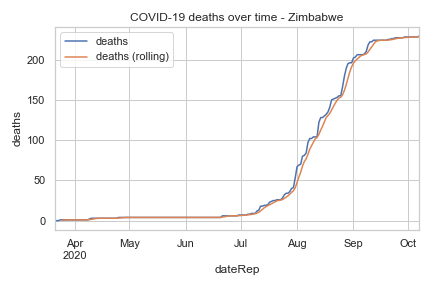 COVID-19 deaths over time - Zimbabwe
deaths
deaths (rolling)
200
150
100
50
0
deaths
Apr May Jun Jul Aug Sep Oct
2020
dateRep